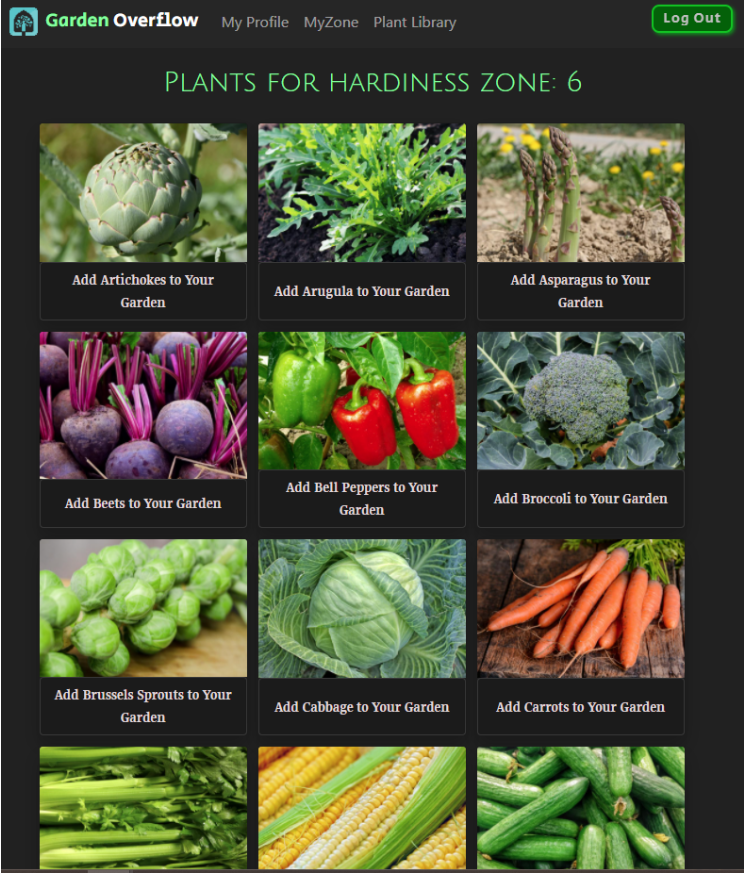 Garden Overflow My Profile MyZone Plant Library Log Out
Plants for hardiness zone: 6
Add Artichokes to Your
Garden
Add Arugula to Your Garden
Add Asparagus to Your
Garden
Add Beets to Your Garden
Add Bell Peppers to Your
Garden
Add Broccoli to Your Garden
Add Brussels Sprouts to Your
Garden
Add Cabbage to Your Garden
Add Carrots to Your Garden